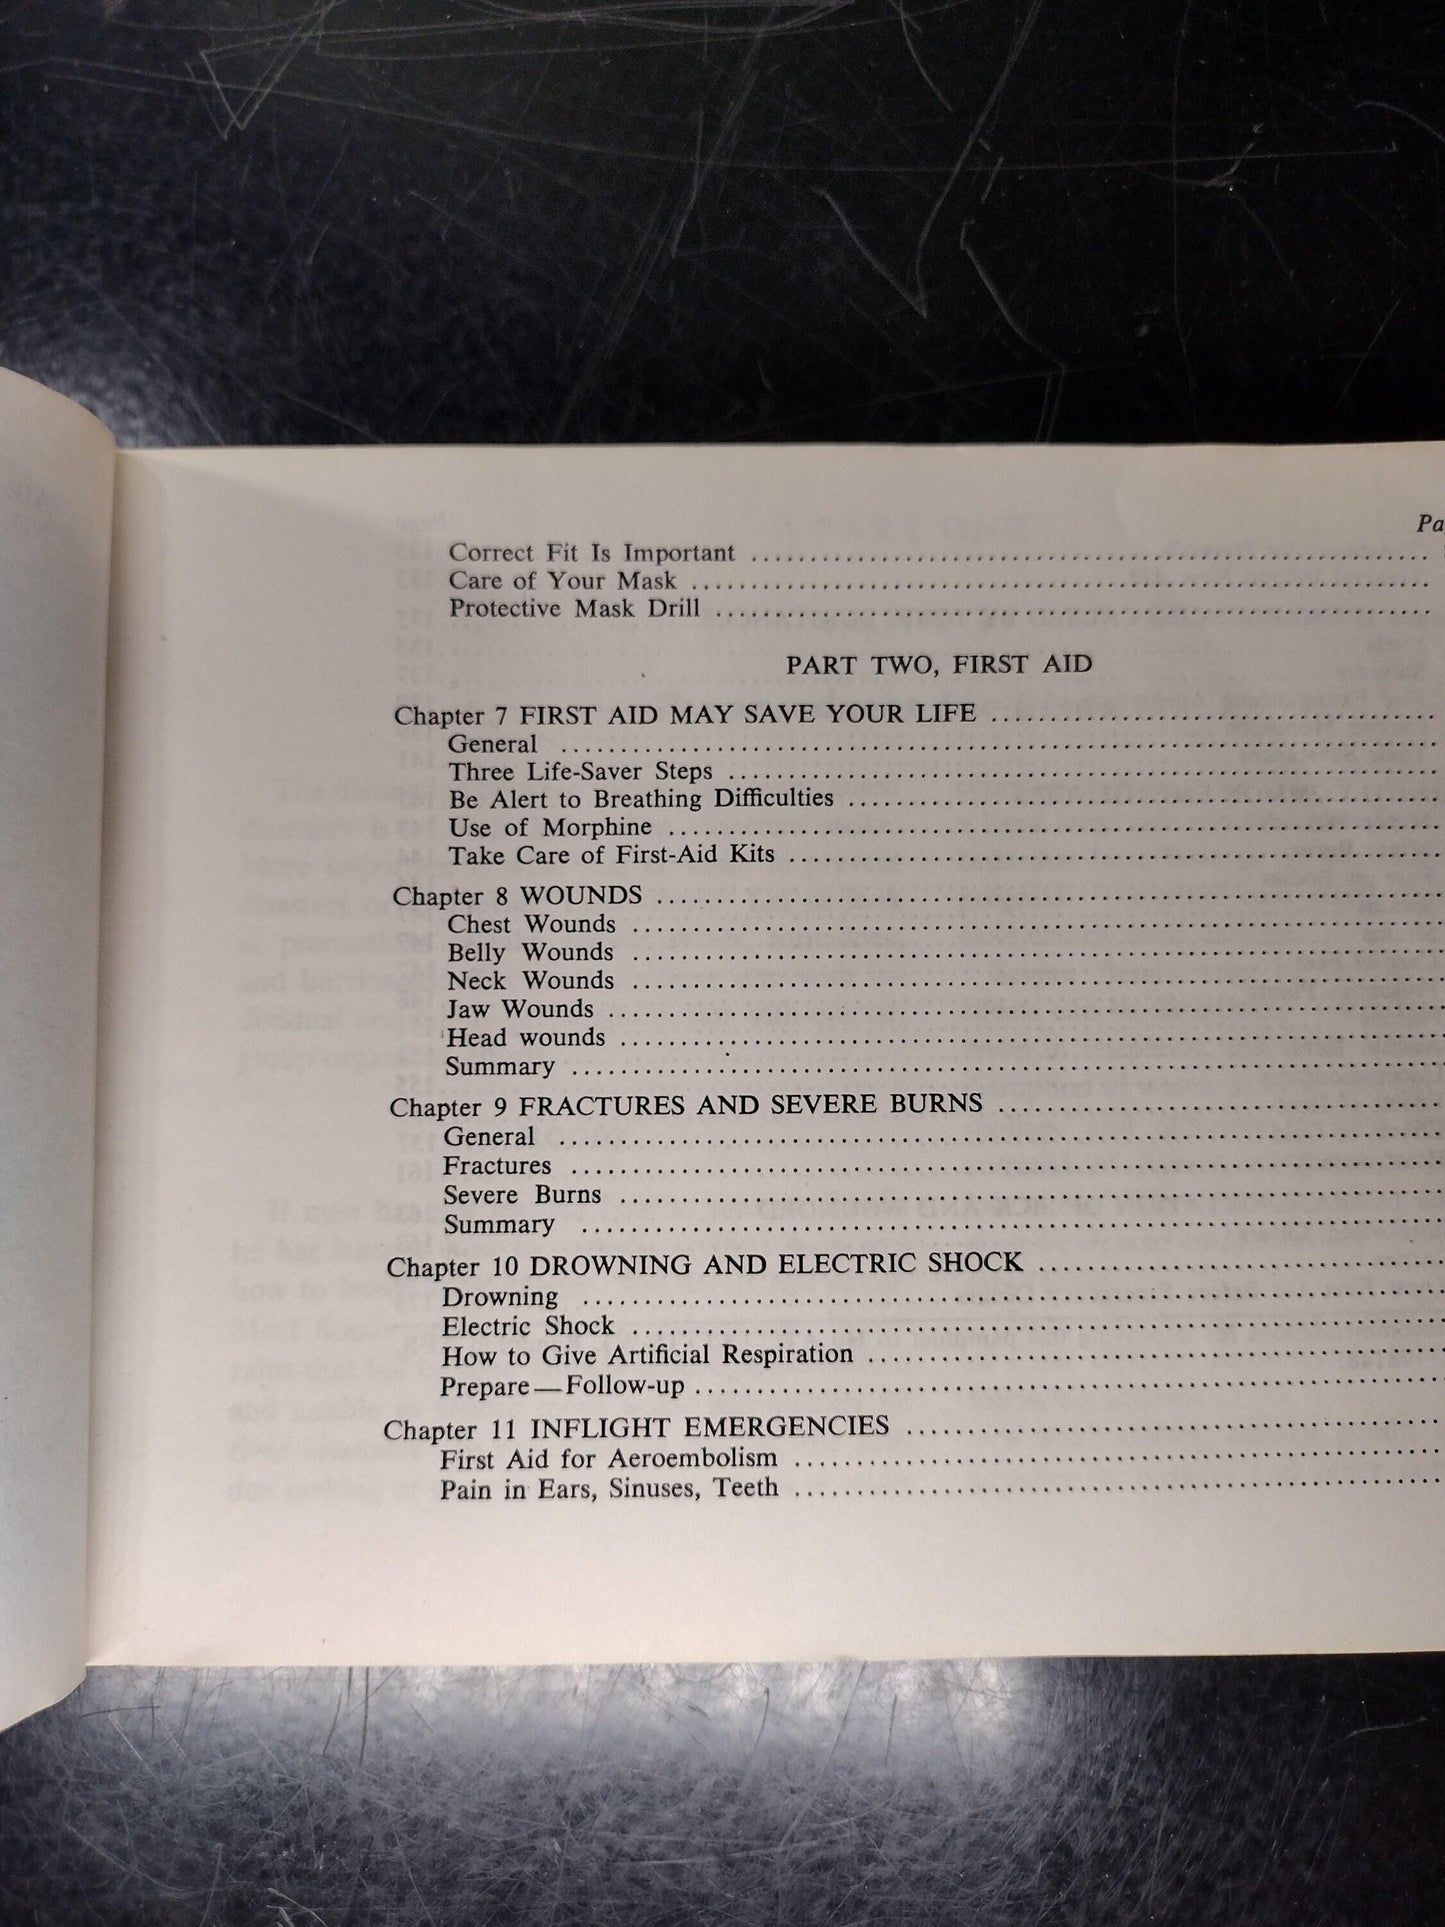 Correct Fit Is Important ........................................................
Care of Your Mask ........................................................
Protective Mask Drill ........................................................
PART TWO, FIRST AID
Chapter 7 FIRST AID MAY SAVE YOUR LIFE ........................................
General ........................................................
Three Life-Saver Steps ........................................................
Be Alert to Breathing Difficulties ........................................
Use of Morphine ........................................................
Take Care of First-Aid Kits ........................................
Chapter 8 WOUNDS ........................................................
Chest Wounds ........................................................
Belly Wounds ........................................................
Neck Wounds ........................................................
Jaw Wounds ........................................................
Head wounds ........................................................
Summary ........................................................
Chapter 9 FRACTURES AND SEVERE BURNS ........................................
General ........................................................
Fractures ........................................................
Severe Burns ........................................................
Summary ........................................................
Chapter 10 DROWNING AND ELECTRIC SHOCK ........................................
Drowning ........................................................
Electric Shock ........................................................
How to Give Artificial Respiration ........................................
Prepare—Follow-up ........................................................
Chapter 11 INFLIGHT EMERGENCIES ........................................
First Aid for Aeroembolism ........................................
Pain in Ears, Sinuses, Teeth ........................................